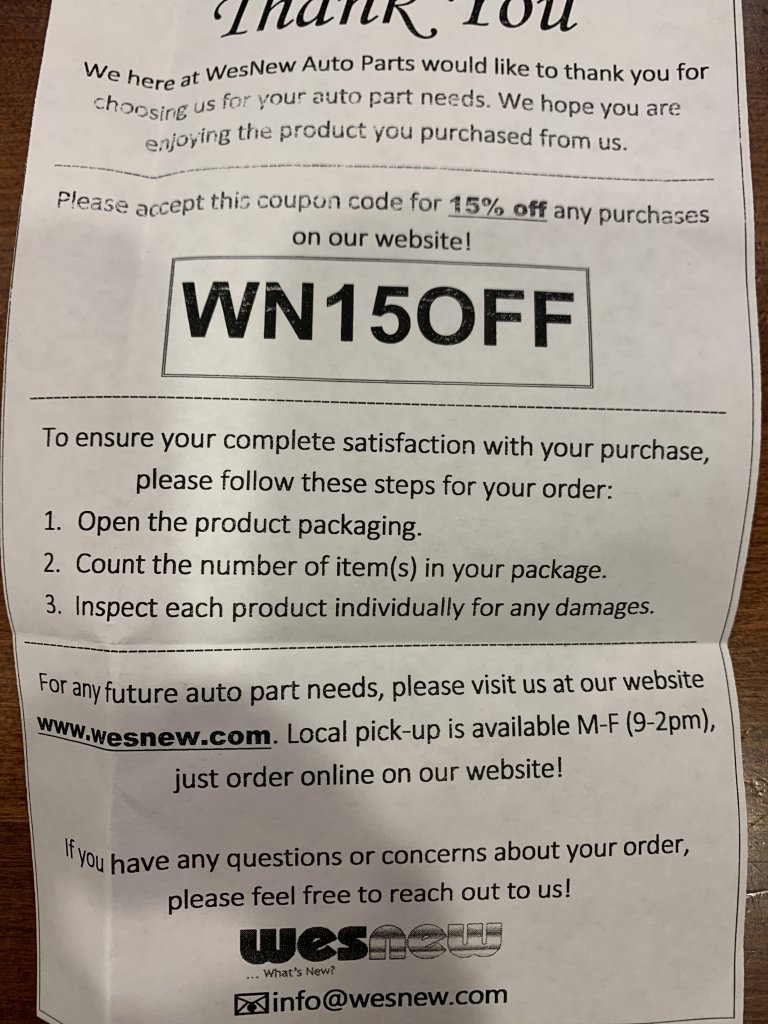 Thank You
We here at WesNew Auto Parts would like to thank you for
choosing us for your auto part needs. We hope you are
enjoying the product you purchased from us.
Please accept this coupon code for 15% off any purchases
on our website!
WN15OFF
To ensure your complete satisfaction with your purchase,
please follow these steps for your order:
1. Open the product packaging.
2. Count the number of item(s) in your package.
3. Inspect each product individually for any damages.
For any future auto part needs, please visit us at our website
www.wesnew.com. Local pick-up is available M-F (9-2pm),
just order online on our website!
If you have any questions or concerns about your order,
please feel free to reach out to us!
wesnew
... What's New?
info@wesnew.com